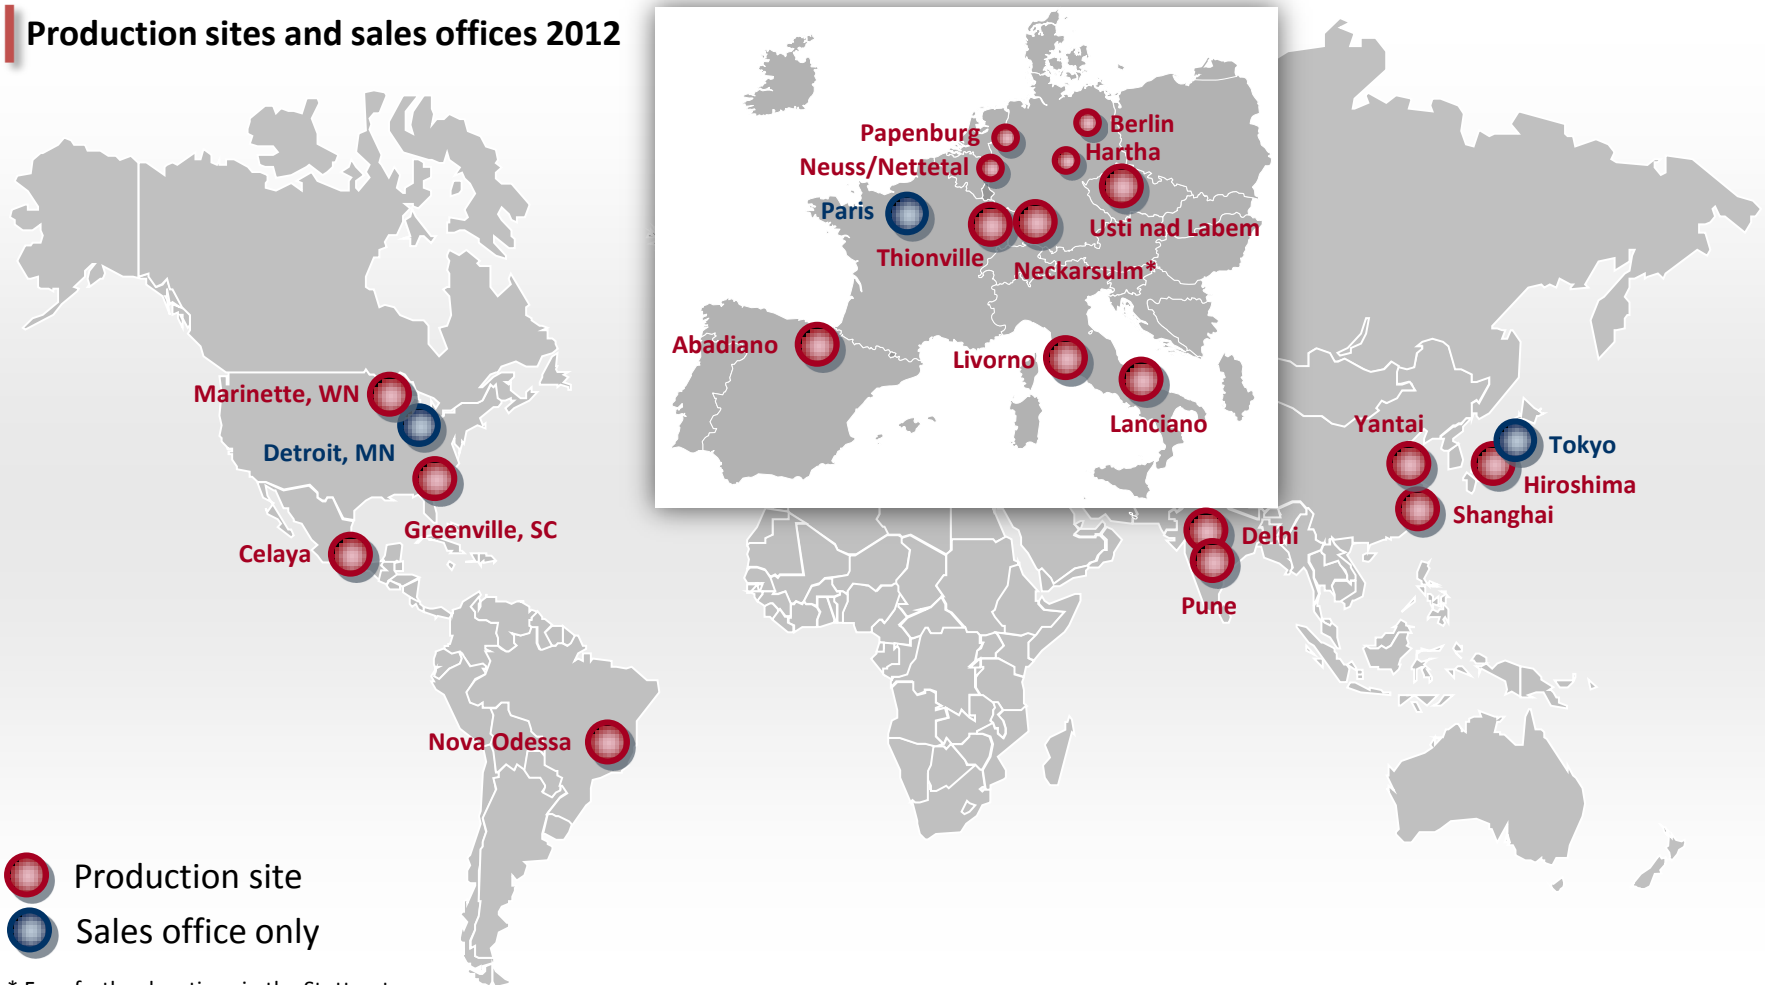 Production sites and sales offices 2012
Papenburg
Berlin
Hartha
Neuss/Nettetal
Paris
Usti nad Labem
Thionville
Neckarsulm*
Abadiano
Livorno
Lanciano
Marinette, WN
Detroit, MN
Greenville, SC
Celaya
Nova Odessa
Yantai
Tokyo
Hiroshima
Shanghai
Delhi
Pune
Production site
Sales office only